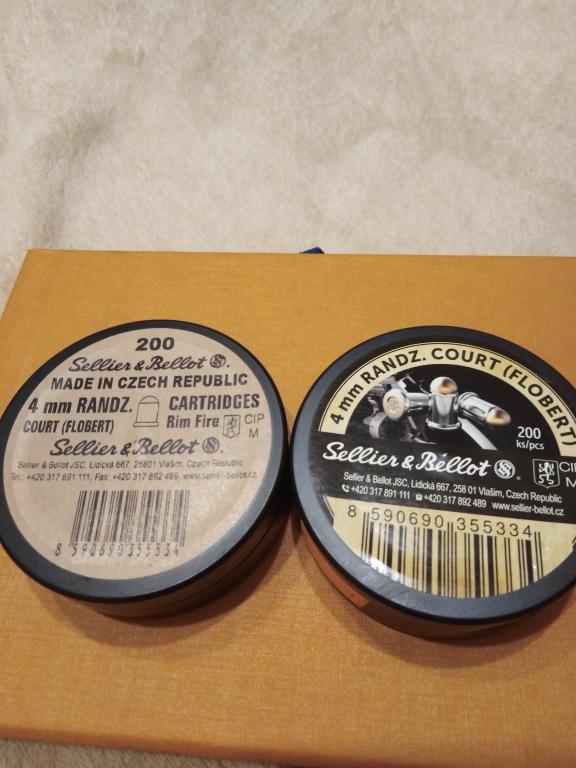 200
Sellier & Bellot SB®.
MADE IN CZECH REPUBLIC
4 mm RANDZ. CARTRIDGES
COURT (FLOBERT) Rim Fire CIP
M
Sellier & Bellot SB®.
Sellier & Bellot JSC, Lidická 667, 25801 Vlašim, Czech Republic
Tel.: +420 317 891 111, Fax: +420 317 892 489, www.sellier-bellot.cz
8 590690 355334
4 mm RANDZ. COURT (FLOBERT)
200
ks/pcs
Sellier & Bellot SB®
CIP
M
Sellier & Bellot JSC, Lidická 667, 258 01 Vlašim, Czech Republic
+420 317 891 111 +420 317 892 489 www.sellier-bellot.cz
8 590690 355334